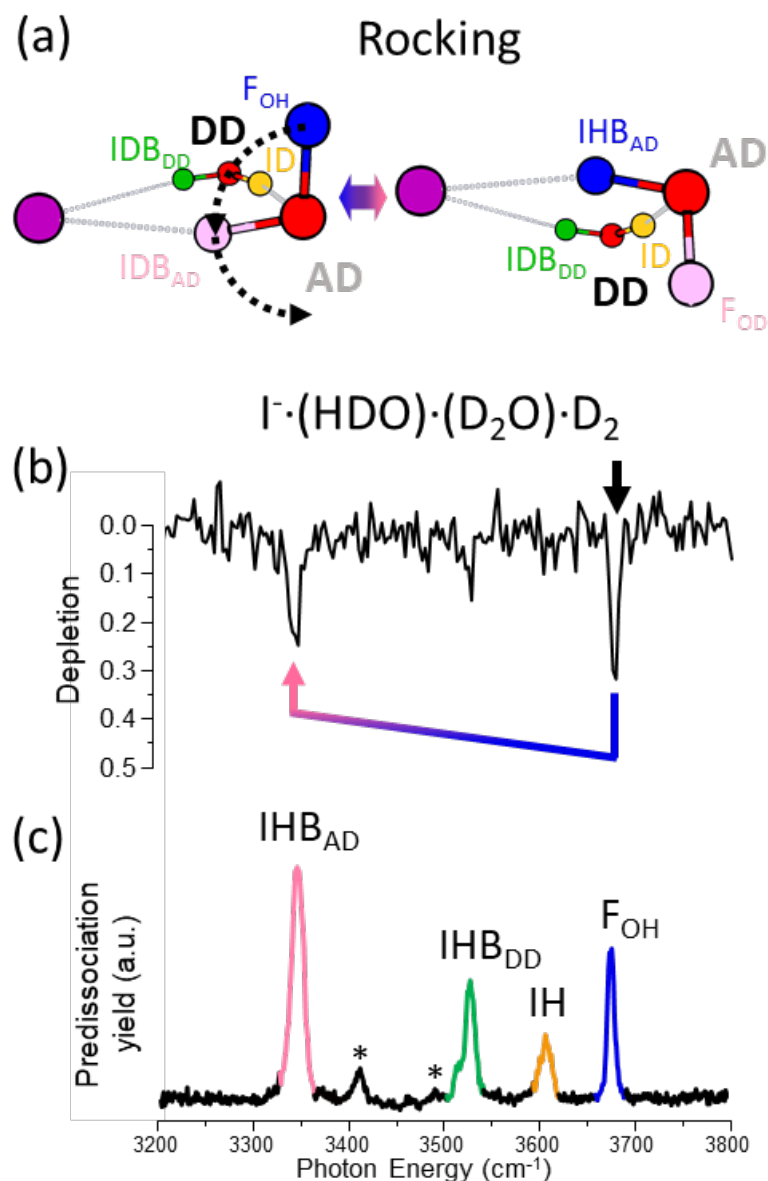 (a) Rocking
F_OH
DD
IDB_DD
ID
IDB_AD
AD
IHB_AD
AD
IDB_DD
ID
DD
F_OD
I⁻·(HDO)·(D₂O)·D₂
(b)
Depletion
0.0
0.1
0.2
0.3
0.4
0.5
(c)
Predissociation
yield (a.u.)
IHB_AD
*
*
IHB_DD
IH
F_OH
3200 3300 3400 3500 3600 3700 3800
Photon Energy (cm⁻¹)